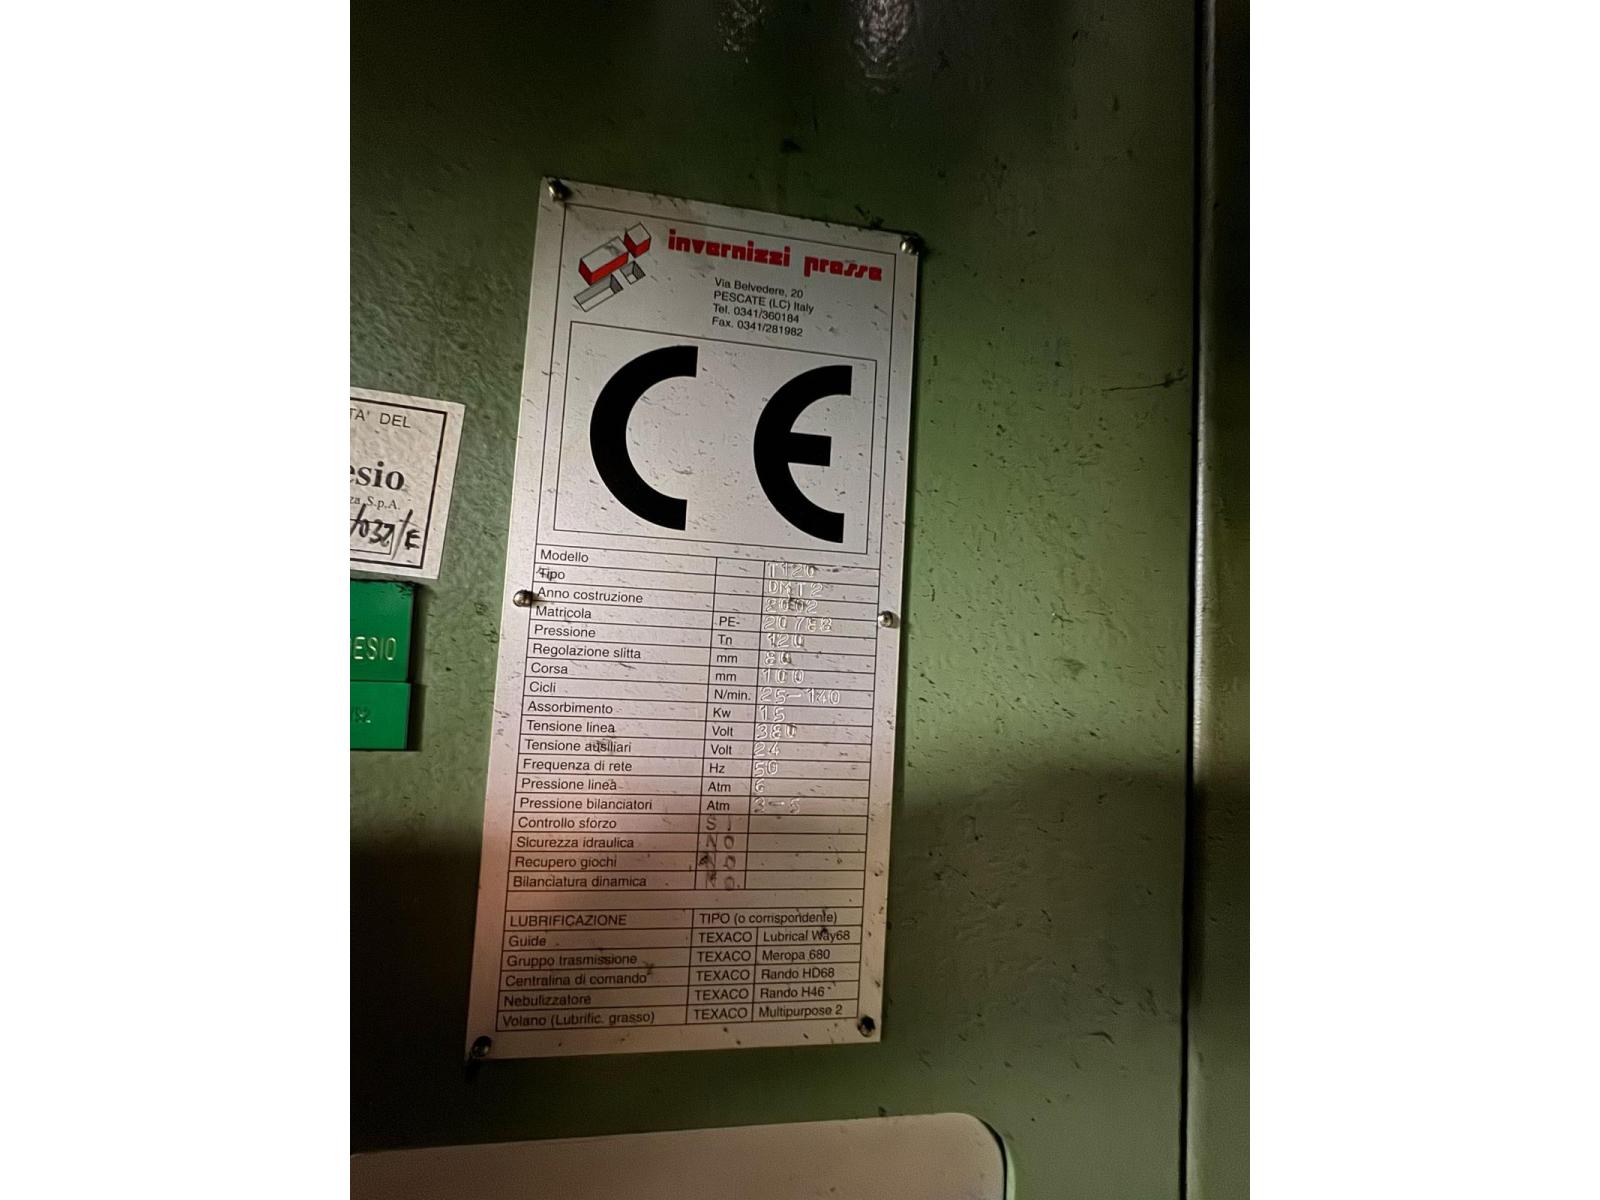 invernizzi presse
Via Belvedere, 20
PESCATE (LC) Italy
Tel. 0341/360184
Fax. 0341/281982
CE
Modello T120
Tipo DMT2
Anno costruzione 2002
Matricola PE-
Pressione Tn 120
Regolazione slitta mm 80
Corsa mm 100
Cicli N/min. 25-140
Assorbimento Kw 15
Tensione linea Volt 380
Tensione ausiliari Volt 24
Frequenza di rete Hz 50
Pressione linea Atm 6
Pressione bilanciatori Atm 3-5
Controllo sforzo SI
Sicurezza idraulica NO
Recupero giochi NO
Bilanciatura dinamica NO
LUBRIFICAZIONE TIPO (o corrispondente)
Guide TEXACO Lubrical Way68
Gruppo trasmissione TEXACO Meropa 680
Centralina di comando TEXACO Rando HD68
Nebulizzatore TEXACO Rando H46
Volano (Lubrific. grasso) TEXACO Multipurpose 2
TA' DEL
esio
za S.p.A.
ESIO